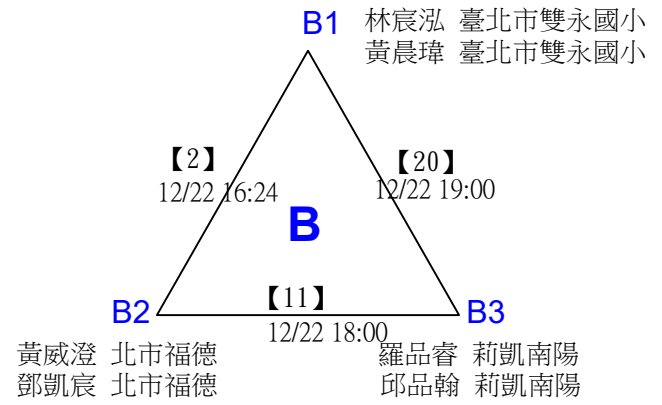 B1 林宸泓 臺北市雙永國小
黃晨瑋 臺北市雙永國小
【2】
12/22 16:24
【20】
12/22 19:00
B
【11】
12/22 18:00
B2
B3
黃威澄 北市福德
鄧凱宸 北市福德
羅品睿 莉凱南陽
邱品翰 莉凱南陽